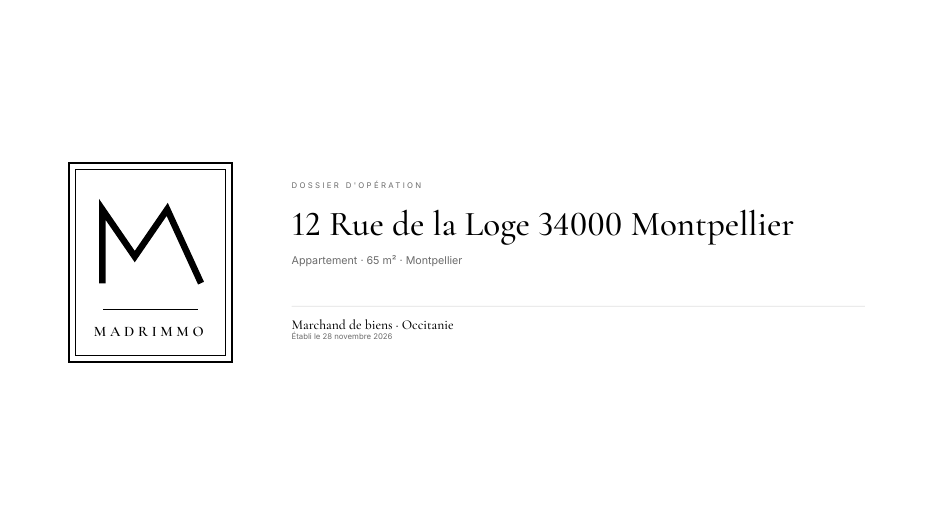 MADRIMMO
DOSSIER D'OPÉRATION
12 Rue de la Loge 34000 Montpellier
Appartement · 65 m² · Montpellier
Marchand de biens · Occitanie
Établi le 28 novembre 2026